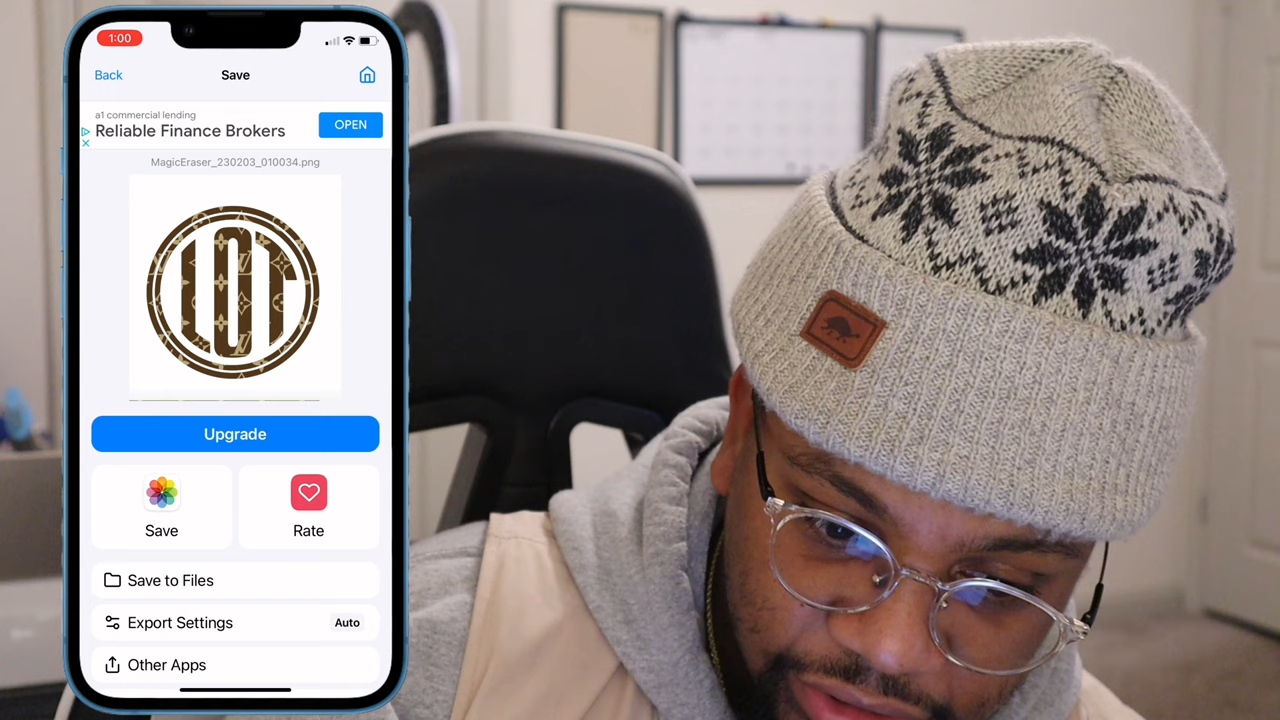 1:00
Back
Save
a1 commercial lending
Reliable Finance Brokers
OPEN
MagicEraser_230203_010034.png
LOT
Upgrade
Save
Rate
Save to Files
Export Settings
Auto
Other Apps